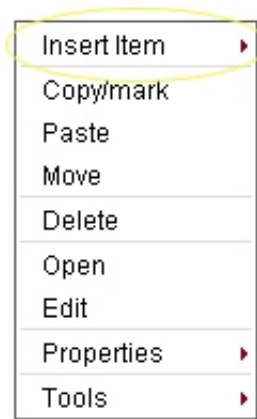 Insert Item
Copy/mark
Paste
Move
Delete
Open
Edit
Properties
Tools